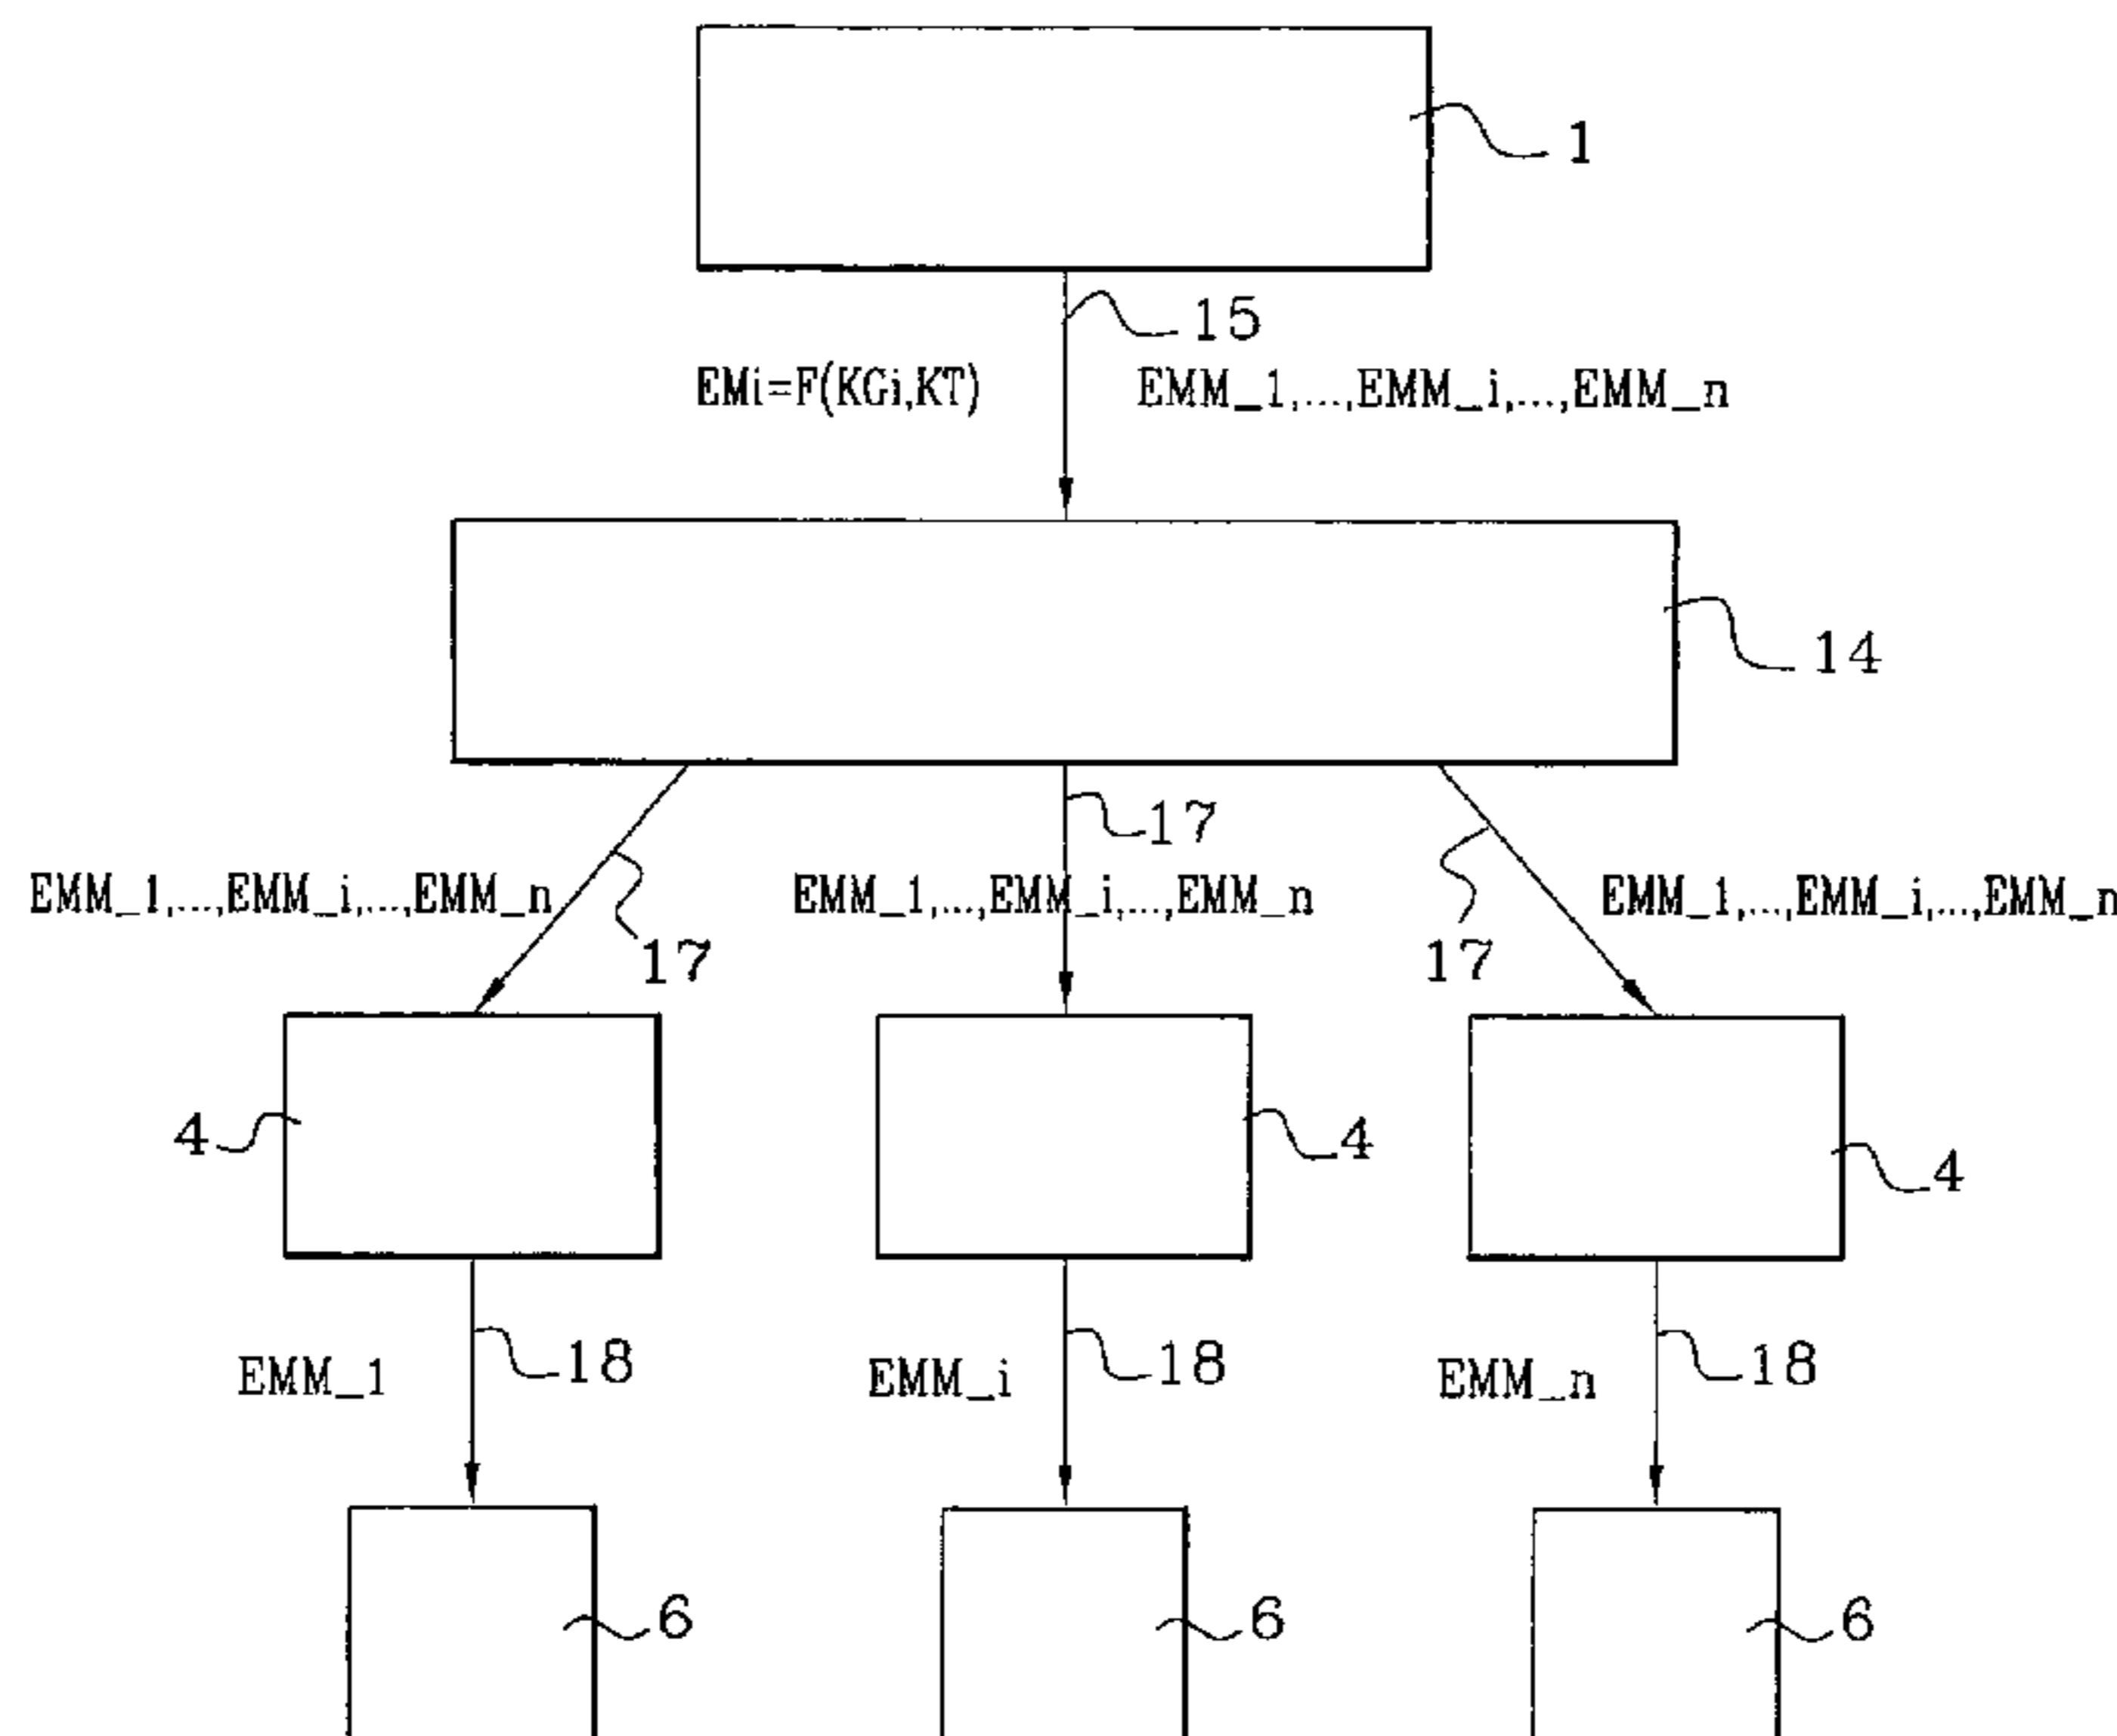 1
15
EMi=F(KGi,KT) EMM_1,...,EMM_i,...,EMM_n
14
17
EMM_1,...,EMM_i,...,EMM_n EMM_1,...,EMM_i,...,EMM_n EMM_1,...,EMM_i,...,EMM_n
17 17
4 4 4
EMM_1 18 EMM_i 18 EMM_n 18
6 6 6